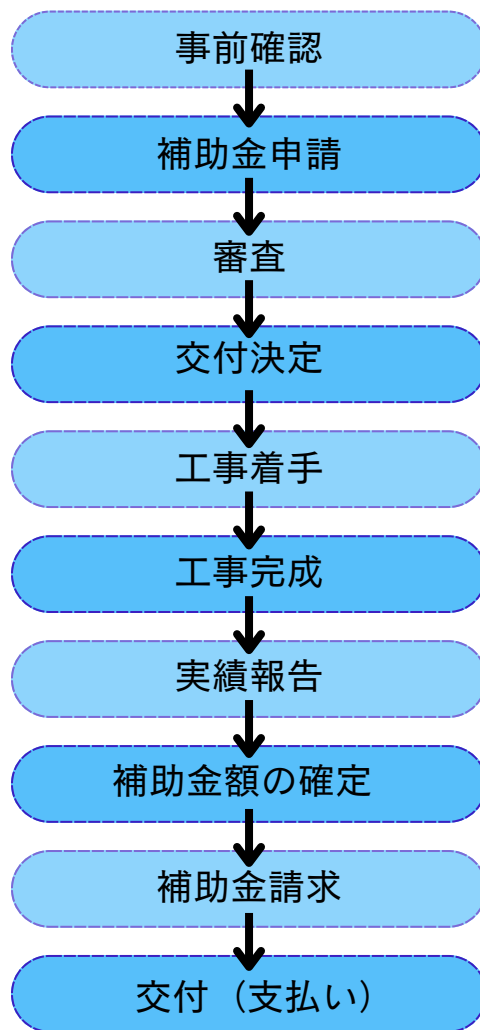 事前確認
補助金申請
審査
交付決定
工事着手
工事完成
実績報告
補助金額の確定
補助金請求
交付（支払い）